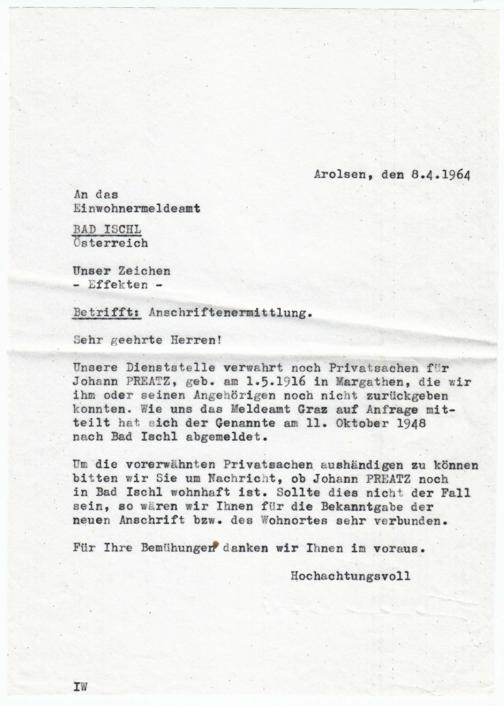 Arolsen, den 8.4.1964
An das
Einwohnermeldeamt
BAD ISCHL
Österreich
Unser Zeichen
- Effekten -
Betrifft: Anschriftenermittlung.
Sehr geehrte Herren!
Unsere Dienststelle verwahrt noch Privatsachen für
Johann PREATZ, geb. am 1.5.1916 in Margathen, die wir
ihm oder seinen Angehörigen noch nicht zurückgeben
konnten. Wie uns das Meldeamt Graz auf Anfrage mit-
teilt hat sich der Genannte am 11. Oktober 1948
nach Bad Ischl abgemeldet.
Um die vorerwähnten Privatsachen aushändigen zu können
bitten wir Sie um Nachricht, ob Johann PREATZ noch
in Bad Ischl wohnhaft ist. Sollte dies nicht der Fall
sein, so wären wir Ihnen für die Bekanntgabe der
neuen Anschrift bzw. des Wohnortes sehr verbunden.
Für Ihre Bemühungen danken wir Ihnen im voraus.
Hochachtungsvoll
IW